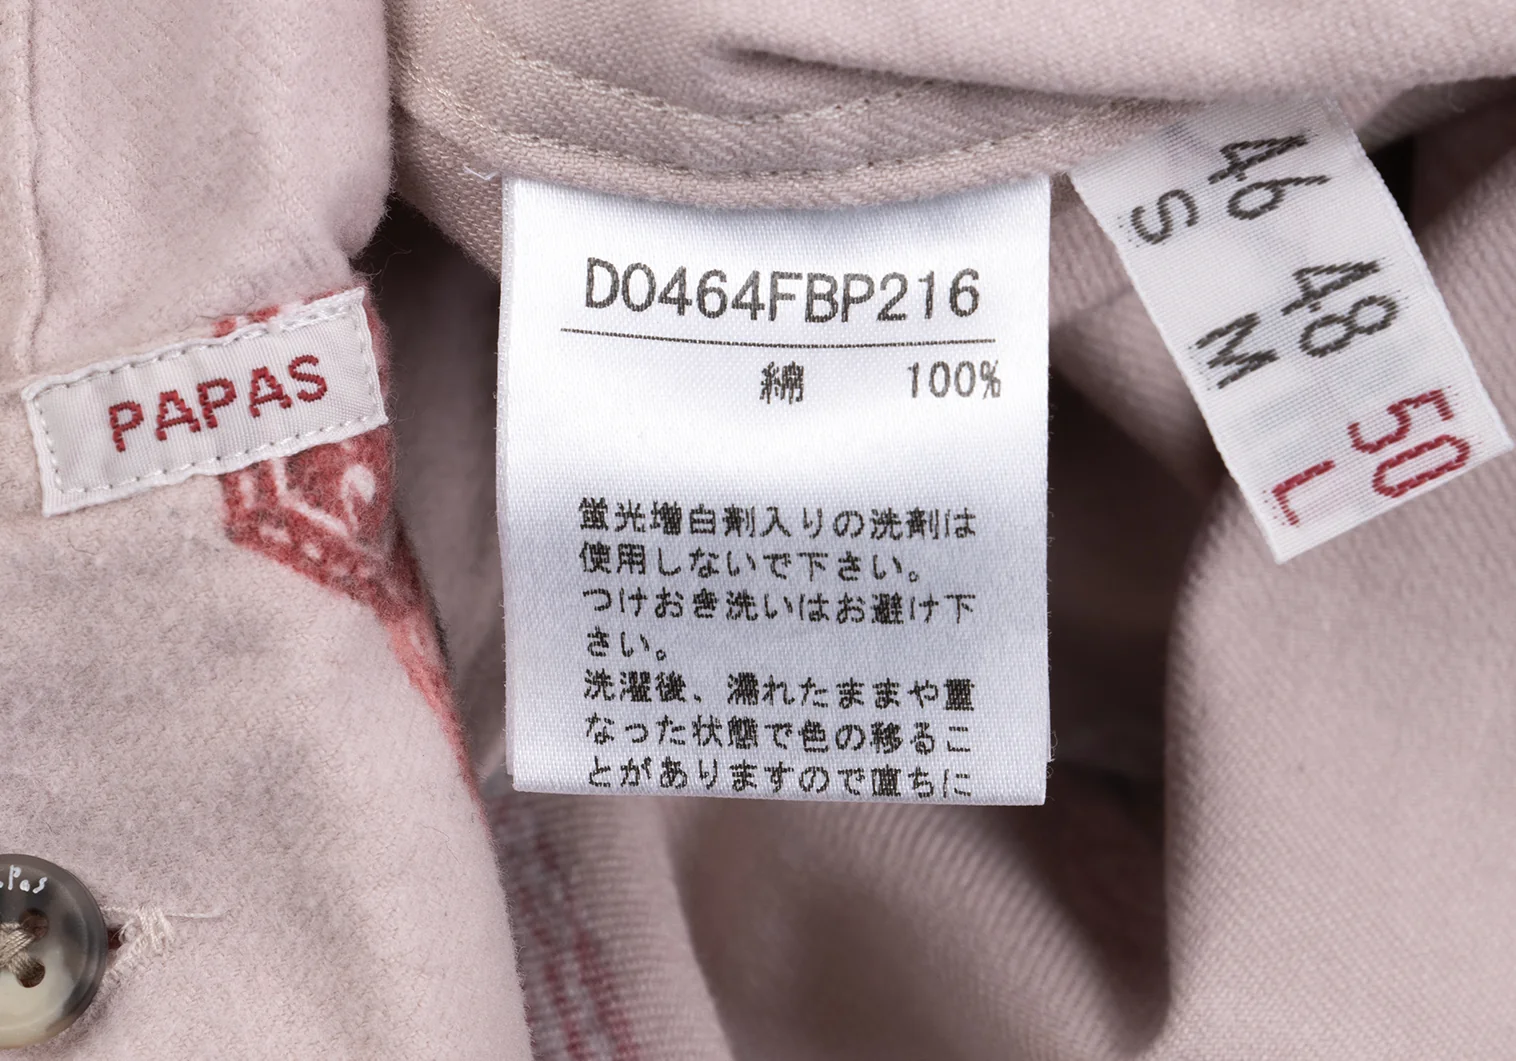 PAPAS
D0464FBP216
綿 100%
蛍光増白剤入りの洗剤は
使用しないで下さい。
つけおき洗いはお避け下
さい。
洗濯後、濡れたままや重
なった状態で色の移るこ
とがありますので直ちに
46 48 50
S M L
Pas